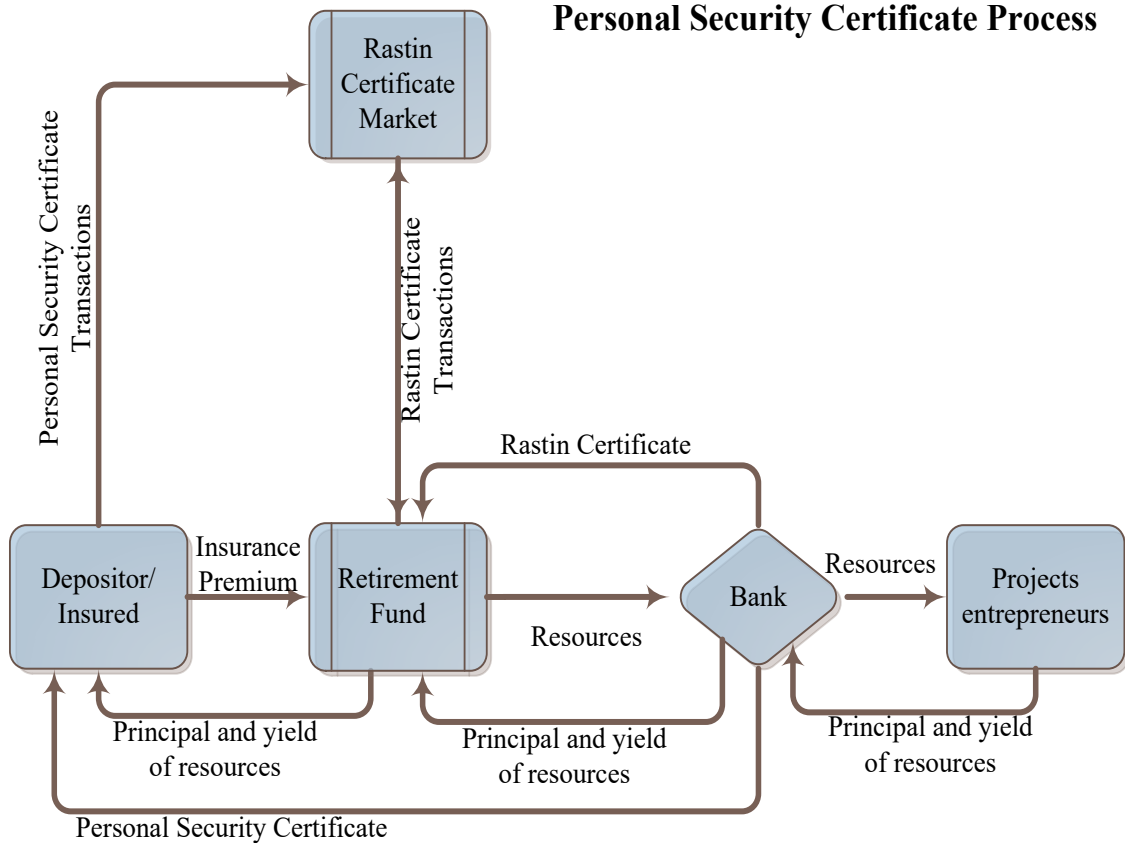 Personal Security Certificate Process
Rastin
Certificate
Market
Personal Security Certificate
Transactions
Rastin Certificate
Transactions
Rastin Certificate
Depositor/
Insured
Insurance
Premium
Retirement
Fund
Resources
Bank
Resources
Projects
entrepreneurs
Principal and yield
of resources
Principal and yield
of resources
Principal and yield
of resources
Personal Security Certificate